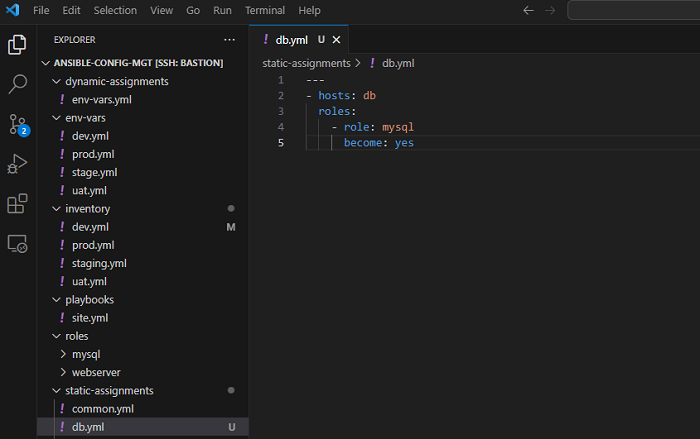 File Edit Selection View Go Run Terminal Help
EXPLORER ···
ANSIBLE-CONFIG-MGT [SSH: BASTION]
dynamic-assignments
! env-vars.yml
env-vars
! dev.yml
! prod.yml
! stage.yml
! uat.yml
inventory
! dev.yml M
! prod.yml
! staging.yml
! uat.yml
playbooks
! site.yml
roles
mysql
webserver
static-assignments
! common.yml
! db.yml U
2
! db.yml U
static-assignments > ! db.yml
1 ---
2 - hosts: db
3 roles:
4 - role: mysql
5 become: yes